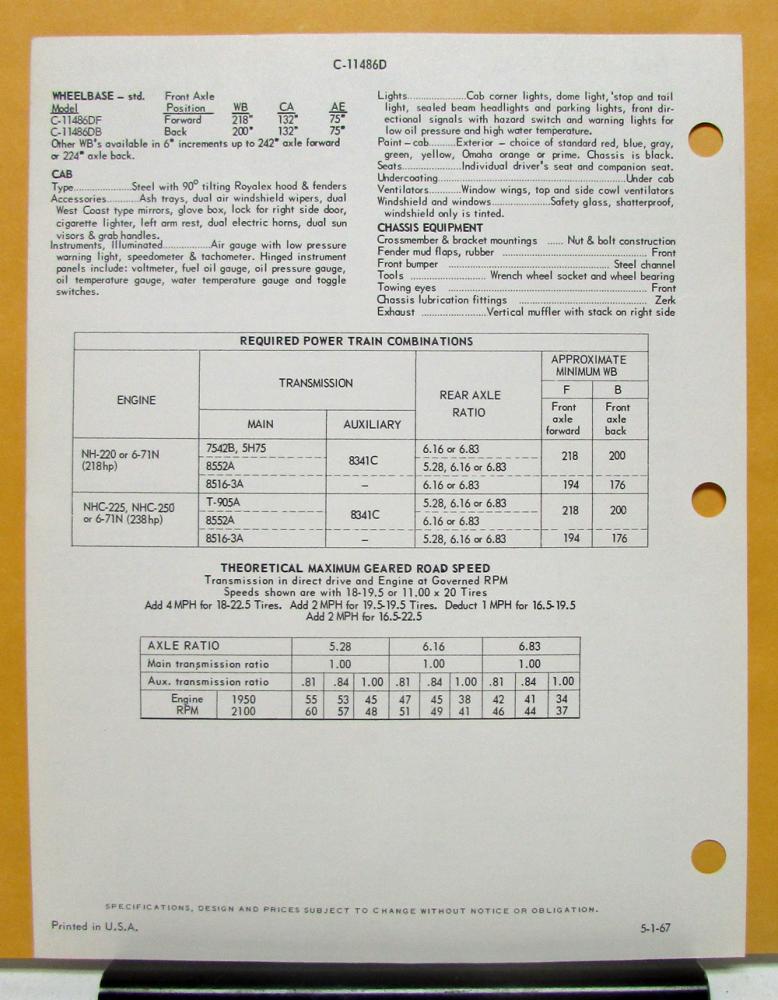 C-11486D
WHEELBASE – std. Front Axle
Model Position WB CA AE
C-11486DF Forward 218" 132" 75"
C-11486DB Back 200" 132" 75"
Other WB's available in 6" increments up to 242" axle forward
or 224" axle back.
CAB
Type......................Steel with 90° tilting Royalex hood & fenders
Accessories...........Ash trays, dual air windshield wipers, dual
West Coast type mirrors, glove box, lock for right side door,
cigarette lighter, left arm rest, dual electric horns, dual sun
visors & grab handles.
Instruments, Illuminated...............Air gauge with low pressure
warning light, speedometer & tachometer. Hinged instrument
panels include: voltmeter, fuel oil gauge, oil pressure gauge,
oil temperature gauge, water temperature gauge and toggle
switches.
Lights...................Cab corner lights, dome light, stop and tail
light, sealed beam headlights and parking lights, front dir-
ectional signals with hazard switch and warning lights for
low oil pressure and high water temperature.
Paint – cab.........Exterior – choice of standard red, blue, gray,
green, yellow, Omaha orange or prime. Chassis is black.
Seats...................Individual driver's seat and companion seat.
Undercoating............................................................Under cab
Ventilators..........Window wings, top and side cowl ventilators
Windshield and windows....................Safety glass, shatterproof,
windshield only is tinted.
CHASSIS EQUIPMENT
Crossmember & bracket mountings ...... Nut & bolt construction
Fender mud flaps, rubber ................................................ Front
Front bumper .................................................... Steel channel
Tools ........................ Wrench wheel socket and wheel bearing
Towing eyes .................................................................. Front
Chassis lubrication fittings .......................................... Zerk
Exhaust .....................Vertical muffler with stack on right side
REQUIRED POWER TRAIN COMBINATIONS
ENGINE TRANSMISSION REAR AXLE RATIO APPROXIMATE MINIMUM WB
MAIN AUXILIARY F Front axle forward B Front axle back
NH-220 or 6-71N (218hp) 7542B, 5H75 8341C 6.16 or 6.83 218 200
8552A 5.28, 6.16 or 6.83
8516-3A – 6.16 or 6.83 194 176
NHC-225, NHC-250 or 6-71N (238hp) T-905A 8341C 5.28, 6.16 or 6.83 218 200
8552A 6.16 or 6.83
8516-3A – 5.28, 6.16 or 6.83 194 176
THEORETICAL MAXIMUM GEARED ROAD SPEED
Transmission in direct drive and Engine at Governed RPM
Speeds shown are with 18-19.5 or 11.00 x 20 Tires
Add 4 MPH for 18-22.5 Tires. Add 2 MPH for 19.5-19.5 Tires. Deduct 1 MPH for 16.5-19.5
Add 2 MPH for 16.5-22.5
AXLE RATIO 5.28 6.16 6.83
Main transmission ratio 1.00 1.00 1.00
Aux. transmission ratio .81 .84 1.00 .81 .84 1.00 .81 .84 1.00
Engine 1950 55 53 45 47 45 38 42 41 34
RPM 2100 60 57 48 51 49 41 46 44 37
SPECIFICATIONS, DESIGN AND PRICES SUBJECT TO CHANGE WITHOUT NOTICE OR OBLIGATION.
Printed in U.S.A. 5-1-67